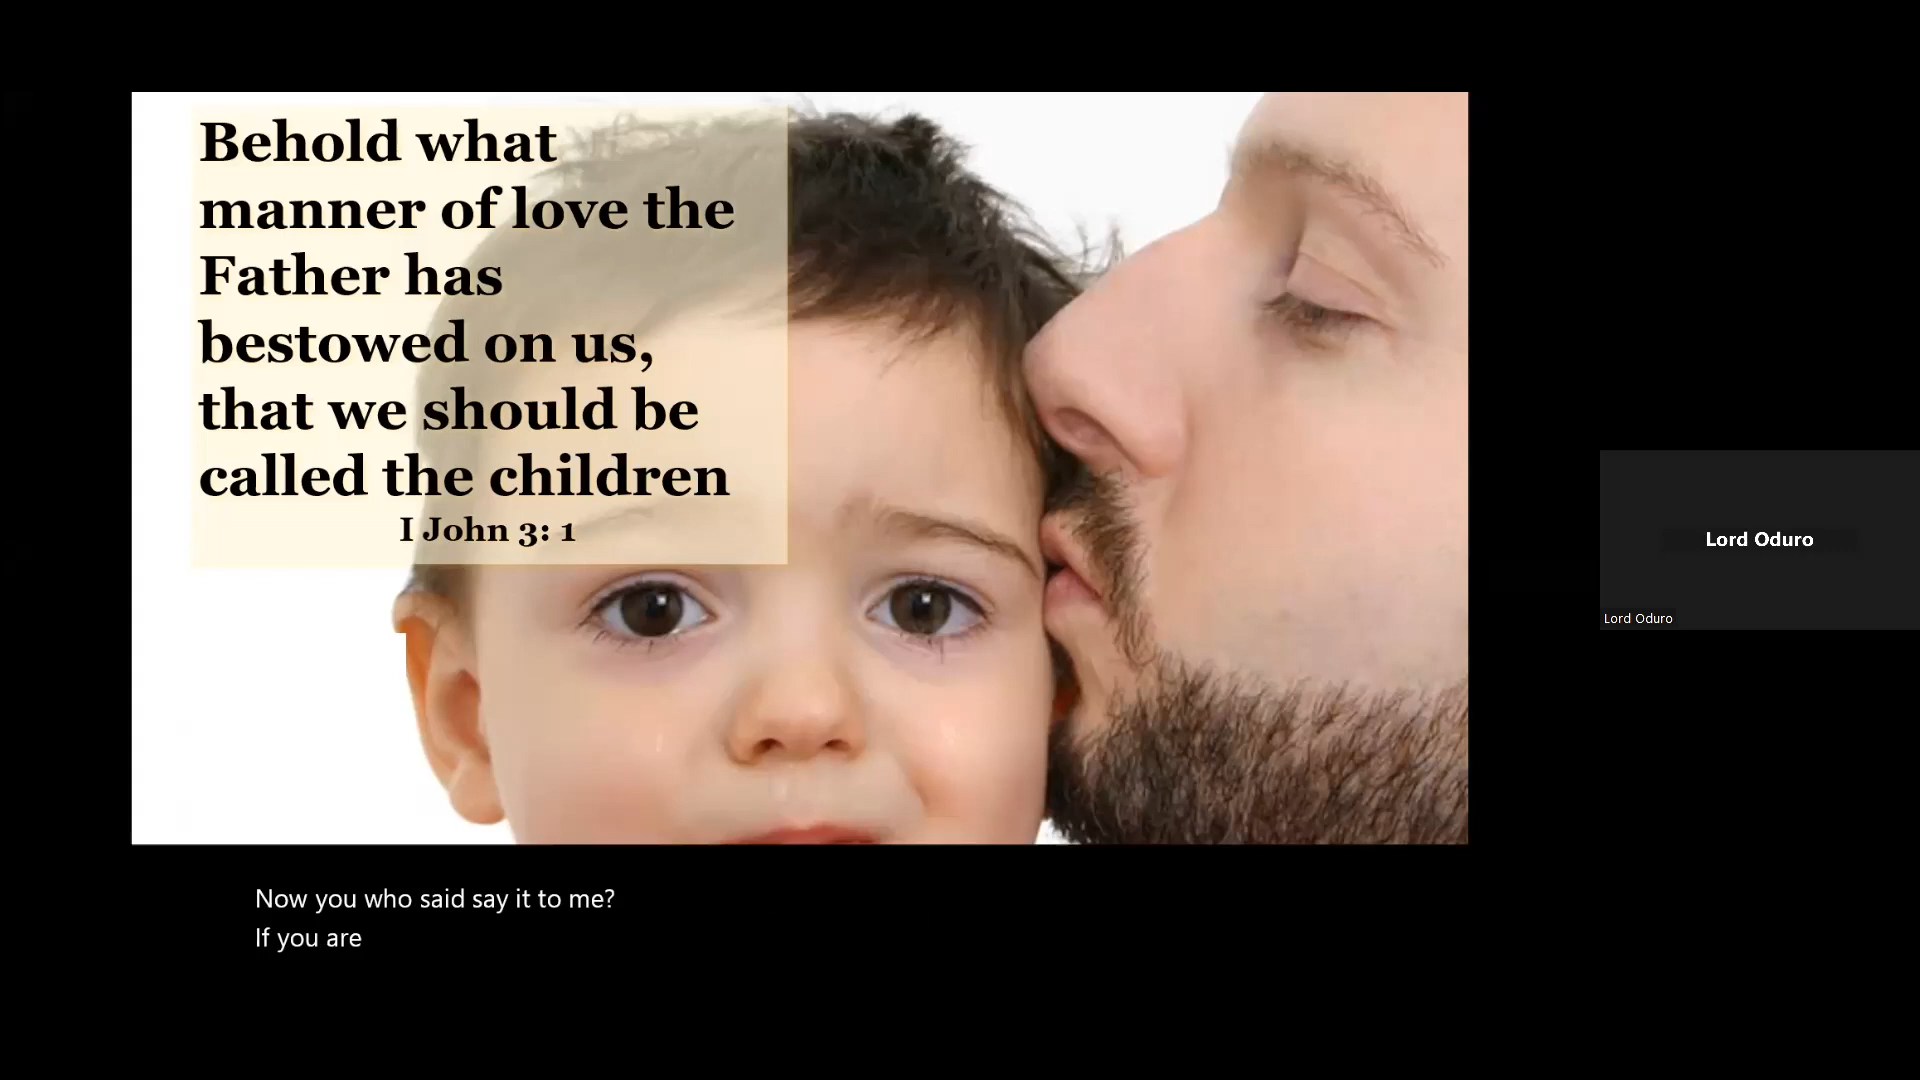 Behold what
manner of love the
Father has
bestowed on us,
that we should be
called the children
I John 3: 1
Lord Oduro
Lord Oduro
Now you who said say it to me?
If you are